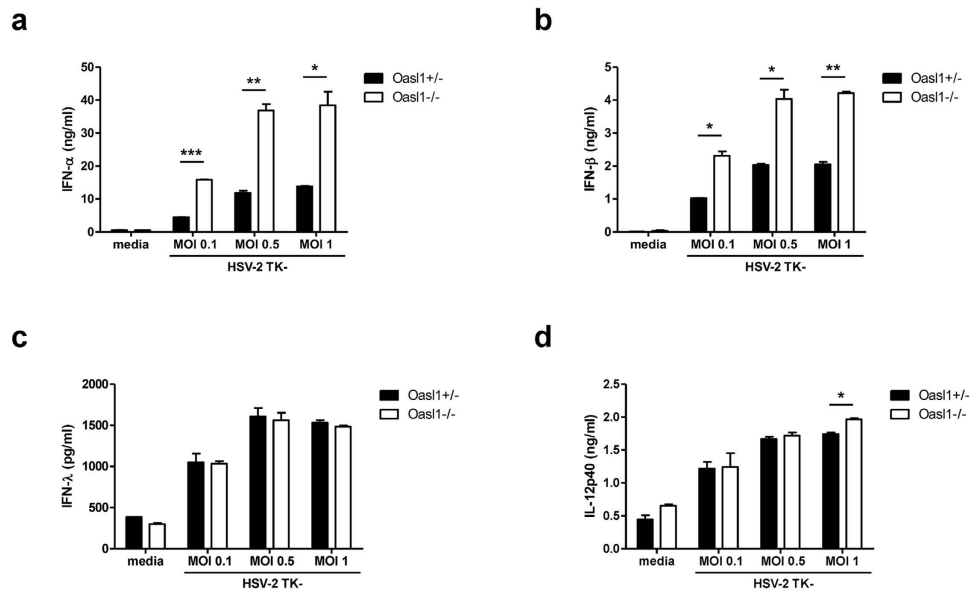 a
IFN-α (ng/ml)
50
40
30
20
10
0
***
**
*
Oasl1+/-
Oasl1-/-
media MOI 0.1 MOI 0.5 MOI 1
HSV-2 TK-
b
IFN-β (ng/ml)
5
4
3
2
1
0
*
*
**
Oasl1+/-
Oasl1-/-
media MOI 0.1 MOI 0.5 MOI 1
HSV-2 TK-
c
IFN-λ (pg/ml)
2000
1500
1000
500
0
Oasl1+/-
Oasl1-/-
media MOI 0.1 MOI 0.5 MOI 1
HSV-2 TK-
d
IL-12p40 (ng/ml)
2.5
2.0
1.5
1.0
0.5
0.0
*
Oasl1+/-
Oasl1-/-
media MOI 0.1 MOI 0.5 MOI 1
HSV-2 TK-